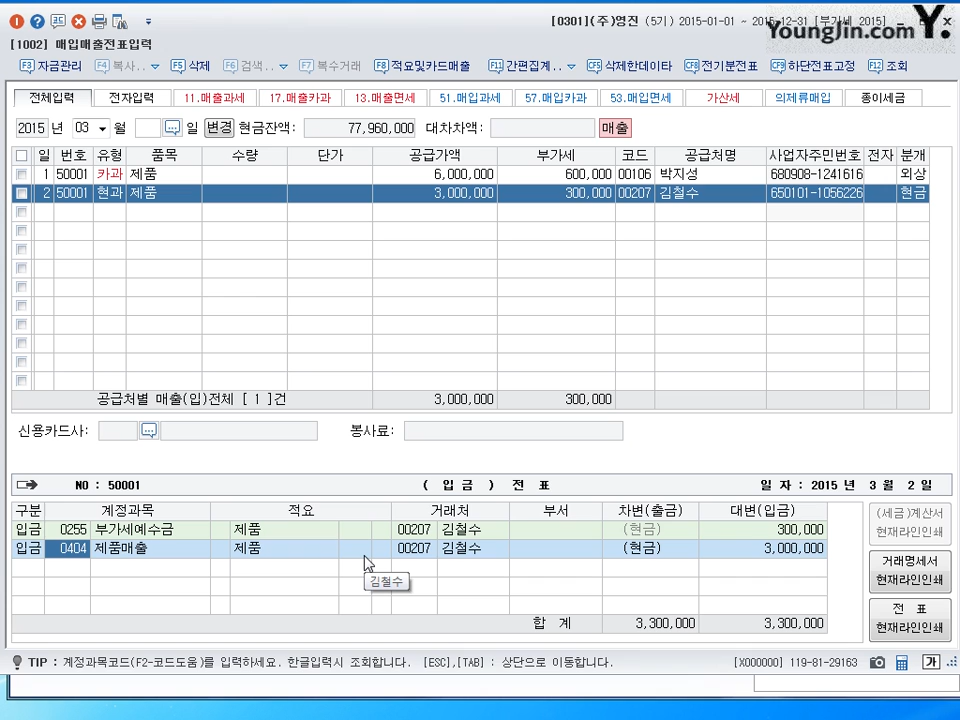 [0301](주)영진 (5기) 2015-01-01 ~ 2015-12-31 [부가세 2015]
YoungJin.com Y.
[1002] 매입매출전표입력
F3 자금관리 F4 복사.. F5 삭제 F6 검색.. F7 복수거래 F8 적요및카드매출 F11 간편집계.. CF5 삭제한데이타 CF8 전기분전표 CF9 하단전표고정 F12 조회
전체입력 전자입력 11.매출과세 17.매출카과 13.매출면세 51.매입과세 57.매입카과 53.매입면세 가산세 의제류매입 종이세금
2015 년 03 월 일 변경 현금잔액: 77,960,000 대차차액: 매출
일 번호 유형 품목 수량 단가 공급가액 부가세 코드 공급처명 사업자주민번호 전자 분개
1 50001 카과 제품 6,000,000 600,000 00106 박지성 680908-1241616 외상
2 50001 현과 제품 3,000,000 300,000 00207 김철수 650101-1056226 현금
공급처별 매출(입)전체 [ 1 ]건 3,000,000 300,000
신용카드사: 봉사료:
NO : 50001 ( 입 금 ) 전 표 일 자 : 2015 년 3 월 2 일
구분 계정과목 적요 거래처 부서 차변(출금) 대변(입금)
입금 0255 부가세예수금 제품 00207 김철수 (현금) 300,000
입금 0404 제품매출 제품 00207 김철수 (현금) 3,000,000
김철수
합 계 3,300,000 3,300,000
(세금)계산서
현재라인인쇄
거래명세서
현재라인인쇄
전 표
현재라인인쇄
TIP : 계정과목코드(F2-코드도움)를 입력하세요. 한글입력시 조회합니다. [ESC],[TAB] : 상단으로 이동합니다. [X000000] 119-81-29163 가